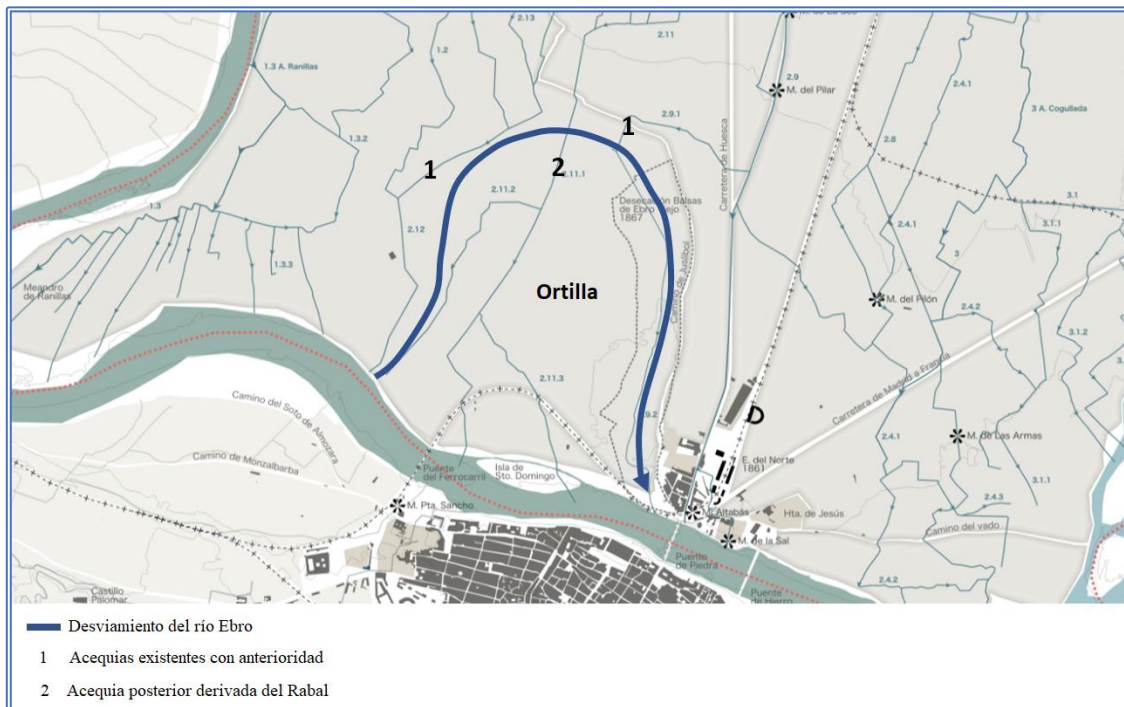 2.13
2.11
M. de La Seo
1.2
1.3 A. Ranillas
2.9
2.4.1
M. del Pilar
3 A. Cogullada
2.9.1
1
1.3.2
2.8
1
2
2.11.1
Carretera de Huesca
2.11.2
Desecación Balsas
de Ebro Viejo
1867
3.1
1.3
2.4.1
3.1.1
2.12
3
1.3.3
Camino de Juslibol
Meandro
de Ranillas
Ortilla
M. del Pilón
2.4.2
3.1.2
2.11.3
Carretera de Madrid a Francia
Camino del Soto de Almozara
9.2
2.4.1
M. de Las Armas
Camino de Monzalbarba
Puente
del Ferrocarril
Isla de
Sto. Domingo
E. del Norte
1861
3.1.1
M. Pta. Sancho
M. Altabás
Hta. de Jesús
2.4.3
Camino del vado
M. de la Sal
Puente
de Piedra
2.4.2
Castillo
Palomar
Puente
de Hierro
Desviamiento del río Ebro
1 Acequias existentes con anterioridad
2 Acequia posterior derivada del Rabal